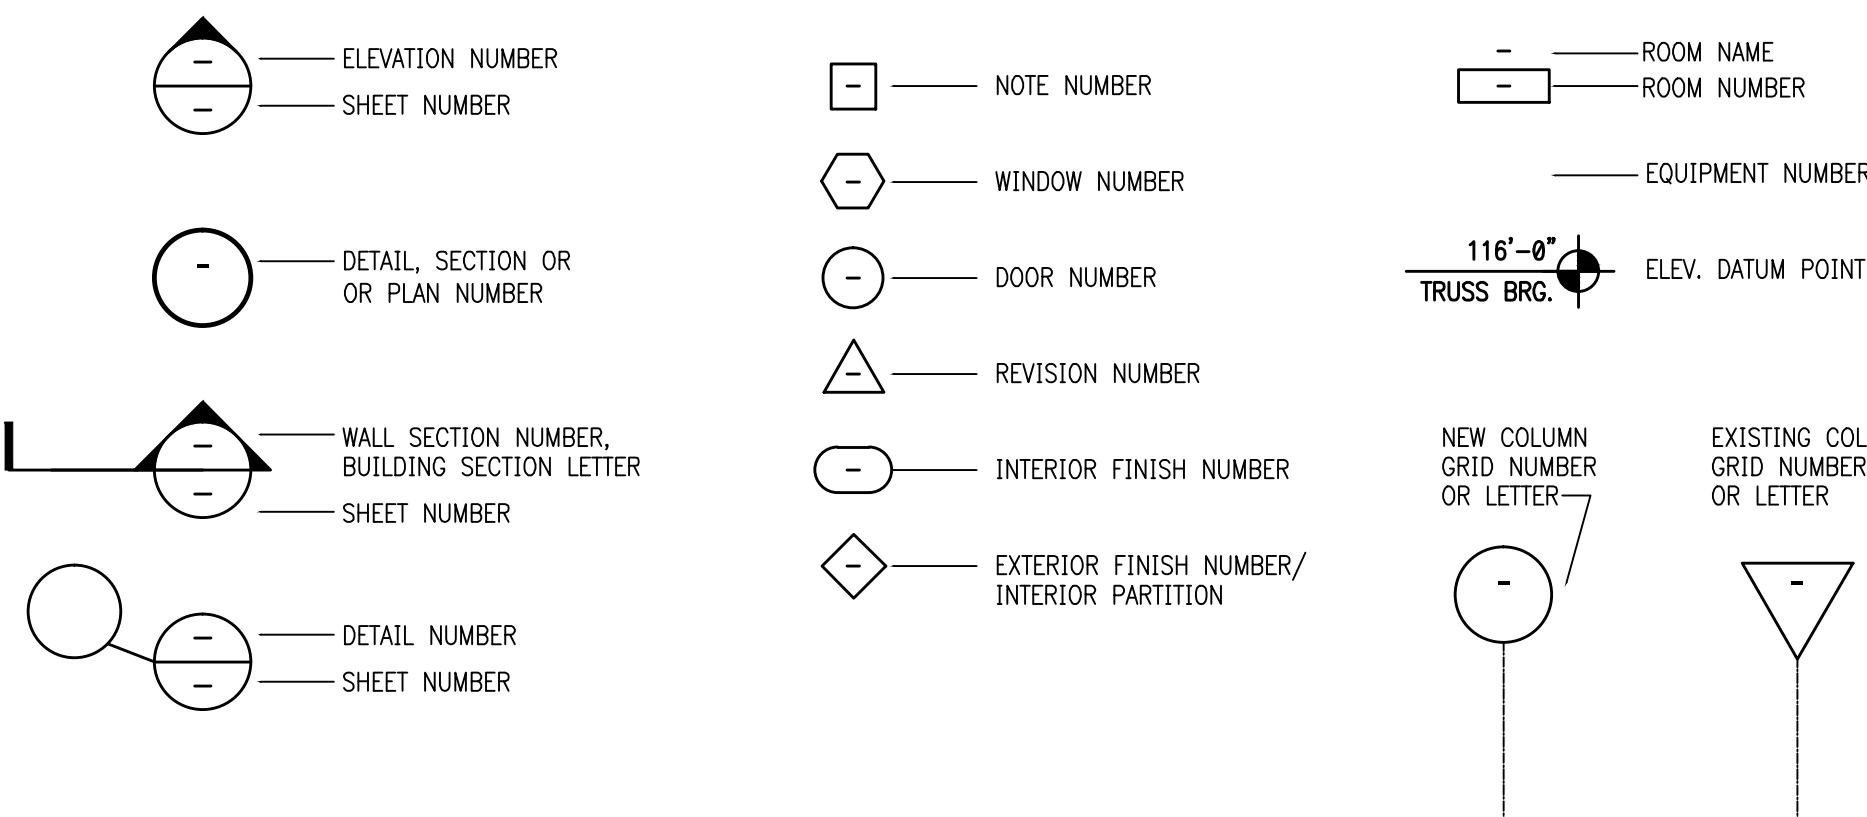 ELEVATION NUMBER
SHEET NUMBER
DETAIL, SECTION OR
OR PLAN NUMBER
WALL SECTION NUMBER,
BUILDING SECTION LETTER
SHEET NUMBER
DETAIL NUMBER
SHEET NUMBER
NOTE NUMBER
WINDOW NUMBER
DOOR NUMBER
REVISION NUMBER
INTERIOR FINISH NUMBER
EXTERIOR FINISH NUMBER/
INTERIOR PARTITION
ROOM NAME
ROOM NUMBER
EQUIPMENT NUMBER
116'-0"
TRUSS BRG.
ELEV. DATUM POINT
NEW COLUMN
GRID NUMBER
OR LETTER
EXISTING COL
GRID NUMBER
OR LETTER